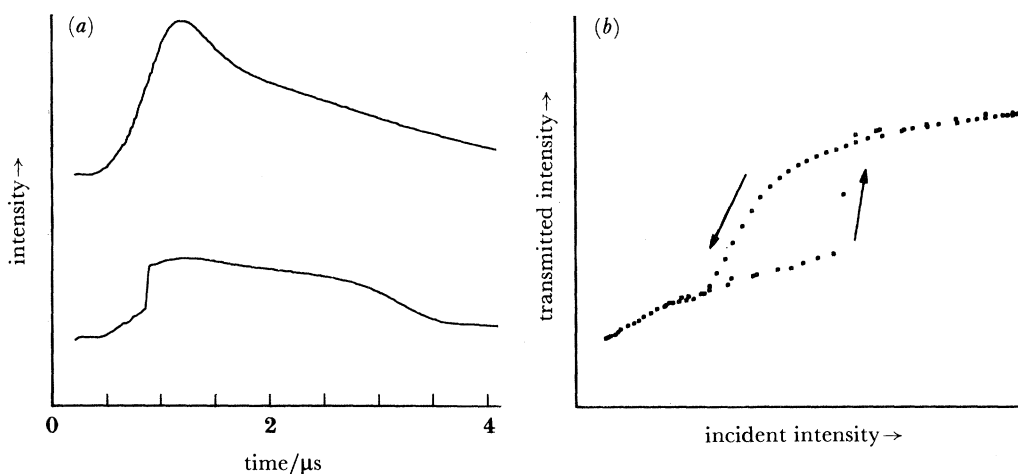 (a)
intensity→
0
2
4
time/μs
(b)
transmitted intensity→
incident intensity→